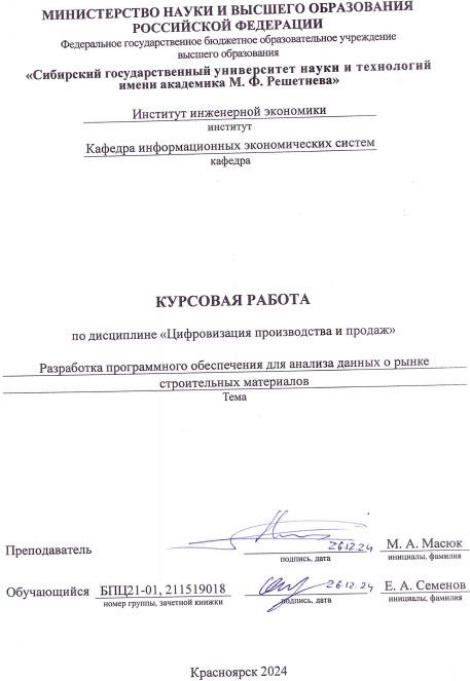 МИНИСТЕРСТВО НАУКИ И ВЫСШЕГО ОБРАЗОВАНИЯ
РОССИЙСКОЙ ФЕДЕРАЦИИ
Федеральное государственное бюджетное образовательное учреждение
высшего образования
«Сибирский государственный университет науки и технологий
имени академика М. Ф. Решетнева»
Институт инженерной экономики
институт
Кафедра информационных экономических систем
кафедра
КУРСОВАЯ РАБОТА
по дисциплине «Цифровизация производства и продаж»
Разработка программного обеспечения для анализа данных о рынке
строительных материалов
Тема
Преподаватель 26.12.24 М. А. Масюк
подпись, дата инициалы, фамилия
Обучающийся БПЦ21-01, 211519018 26.12.24 Е. А. Семенов
номер группы, зачетной книжки подпись, дата инициалы, фамилия
Красноярск 2024